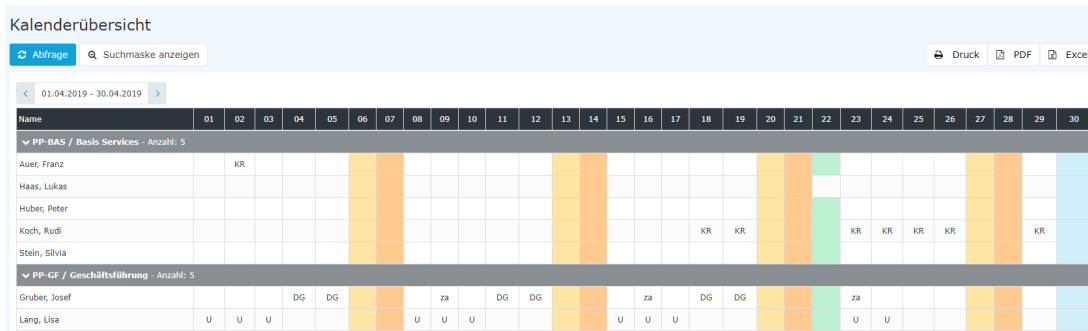 Kalenderübersicht
Abfrage Suchmaske anzeigen Druck PDF Excel
01.04.2019 - 30.04.2019
Name 01 02 03 04 05 06 07 08 09 10 11 12 13 14 15 16 17 18 19 20 21 22 23 24 25 26 27 28 29 30
PP-BAS / Basis Services - Anzahl: 5
Auer, Franz KR
Haas, Lukas
Huber, Peter
Koch, Rudi KR KR KR KR KR KR KR
Stein, Silvia
PP-GF / Geschäftsführung - Anzahl: 5
Gruber, Josef DG DG za DG DG za DG DG za
Lang, Lisa U U U U U U U U U U U